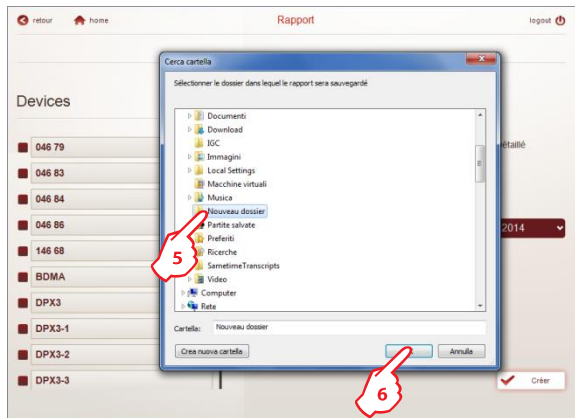 retour home Rapport logout
Cerca cartella
Sélectionner le dossier dans lequel le rapport sera sauvegardé
Devices
Documenti
Download
IGC
Immagini
Local Settings
Macchine virtuali
Musica
Nouveau dossier
Partite salvate
Preferiti
Ricerche
SametimeTranscripts
Video
Computer
Rete
Cartella: Nouveau dossier
Crea nuova cartella Annulla
046 79
046 83
046 84
046 86
146 68
BDMA
DPX3
DPX3-1
DPX3-2
DPX3-3
étaillé
2014
Créer
5
6